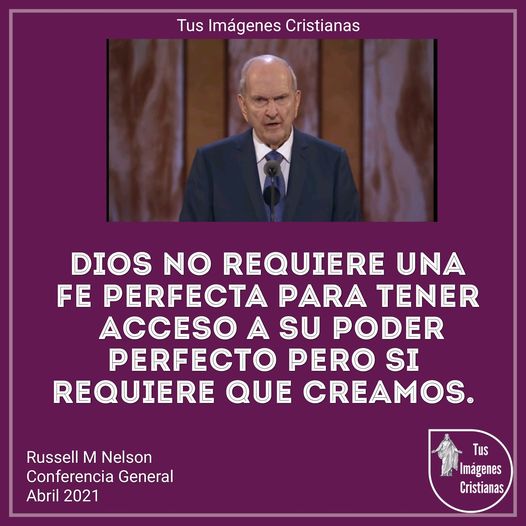 Tus Imágenes Cristianas
DIOS NO REQUIERE UNA
FE PERFECTA PARA TENER
ACCESO A SU PODER
PERFECTO PERO SI
REQUIERE QUE CREAMOS.
Russell M Nelson
Conferencia General
Abril 2021
Tus
Imágenes
Cristianas